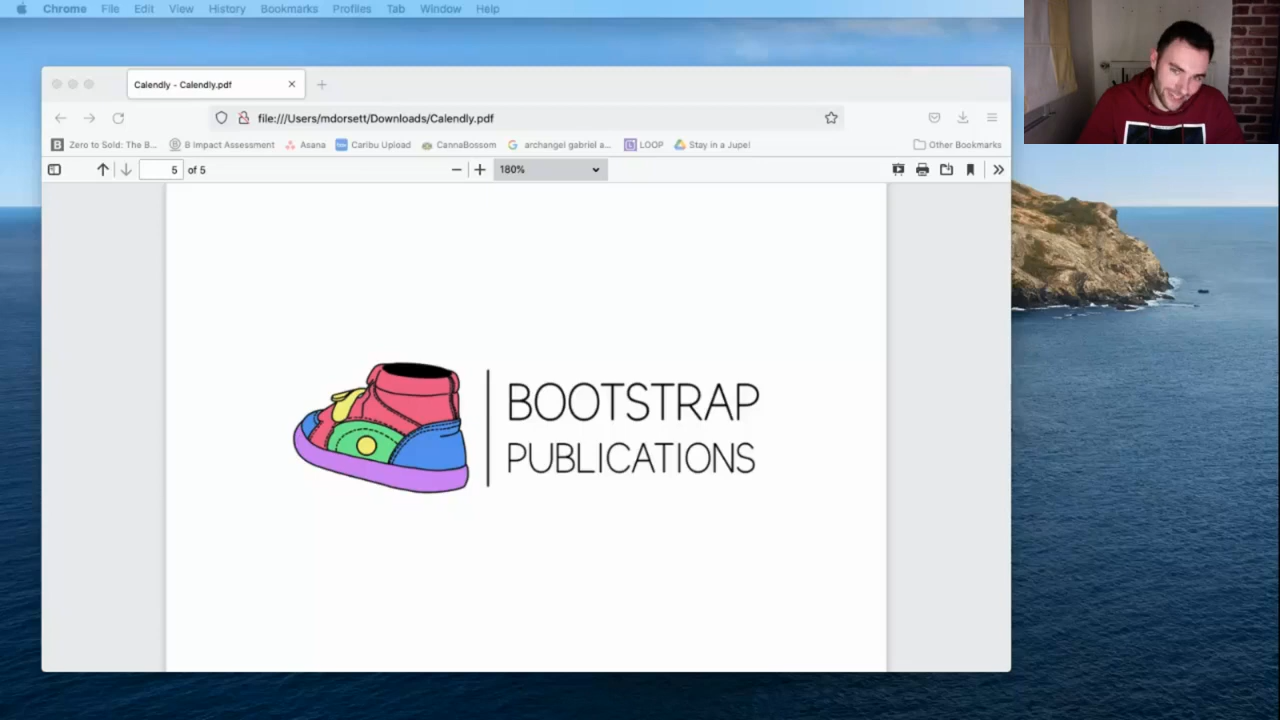 Chrome File Edit View History Bookmarks Profiles Tab Window Help
Calendly - Calendly.pdf
file:///Users/mdorsett/Downloads/Calendly.pdf
Zero to Sold: The B... B Impact Assessment Asana Caribu Upload CannaBossom archangel gabriel a... LOOP Stay in a Jupe! Other Bookmarks
5 of 5 180%
BOOTSTRAP
PUBLICATIONS